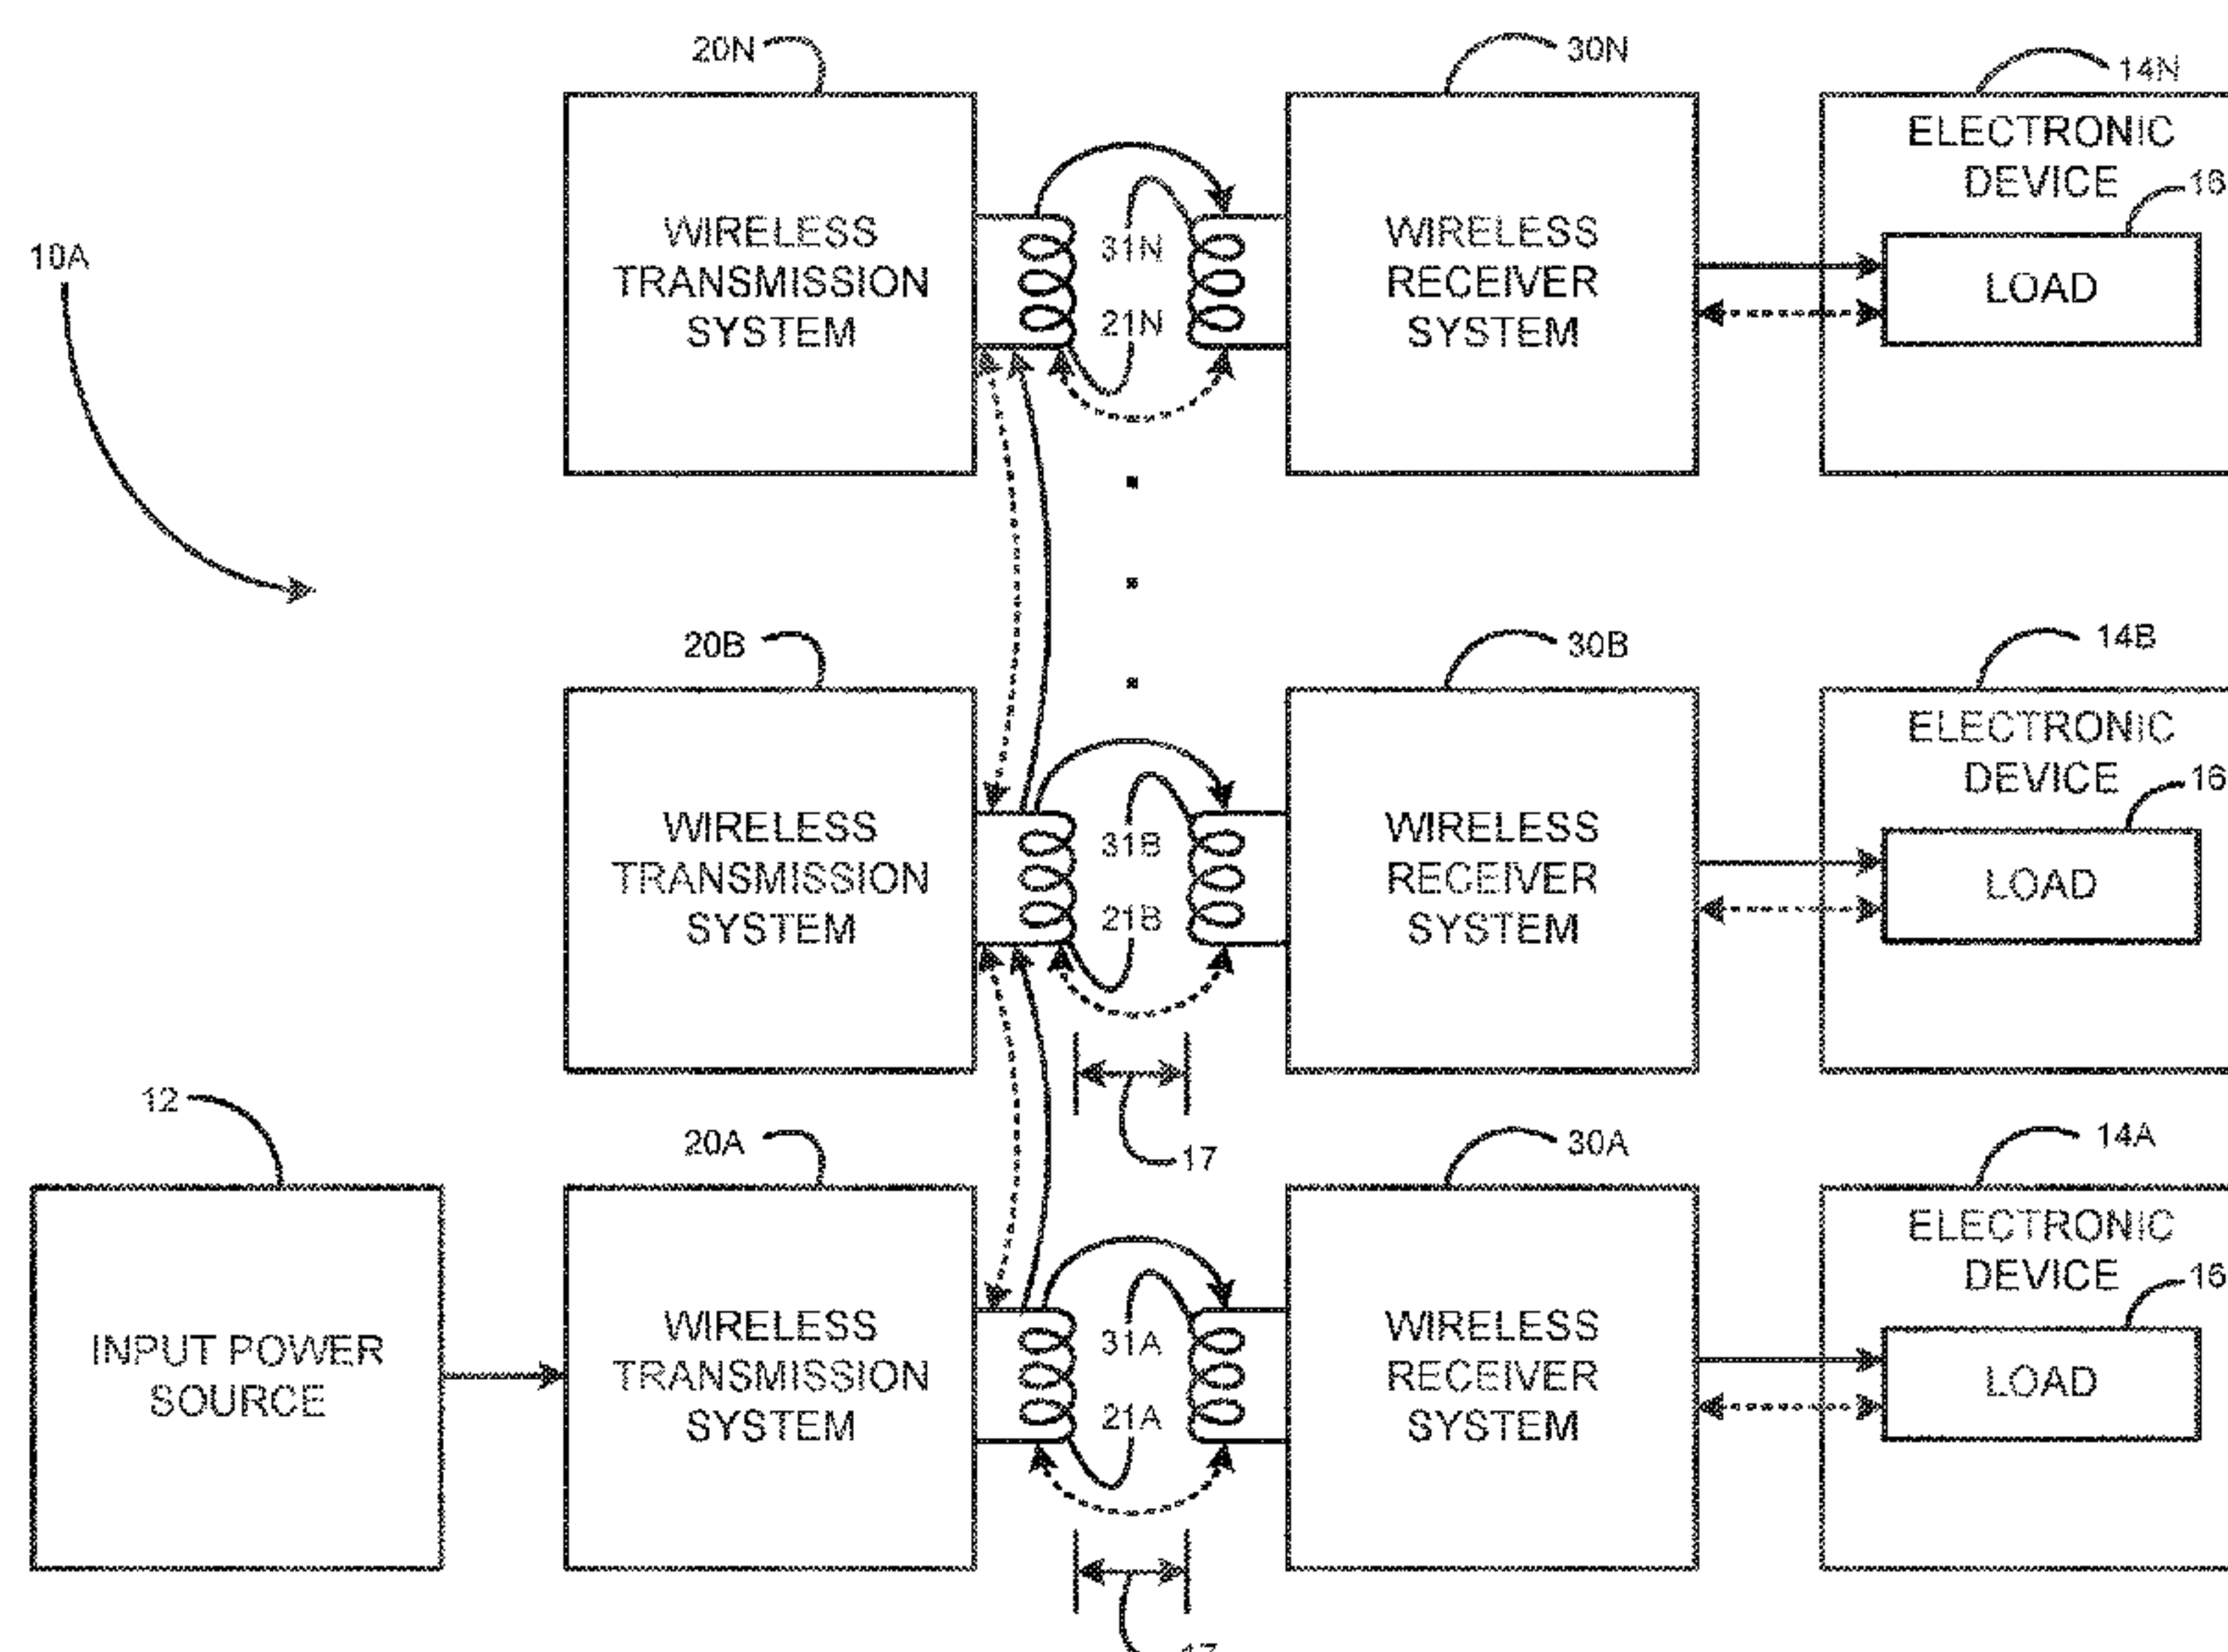 20N
30N
14N
WIRELESS
TRANSMISSION
SYSTEM
31N
21N
WIRELESS
RECEIVER
SYSTEM
ELECTRONIC
DEVICE
16
LOAD
10A
20B
30B
14B
WIRELESS
TRANSMISSION
SYSTEM
31B
21B
WIRELESS
RECEIVER
SYSTEM
ELECTRONIC
DEVICE
16
LOAD
17
12
20A
30A
14A
INPUT POWER
SOURCE
WIRELESS
TRANSMISSION
SYSTEM
31A
21A
WIRELESS
RECEIVER
SYSTEM
ELECTRONIC
DEVICE
16
LOAD
17